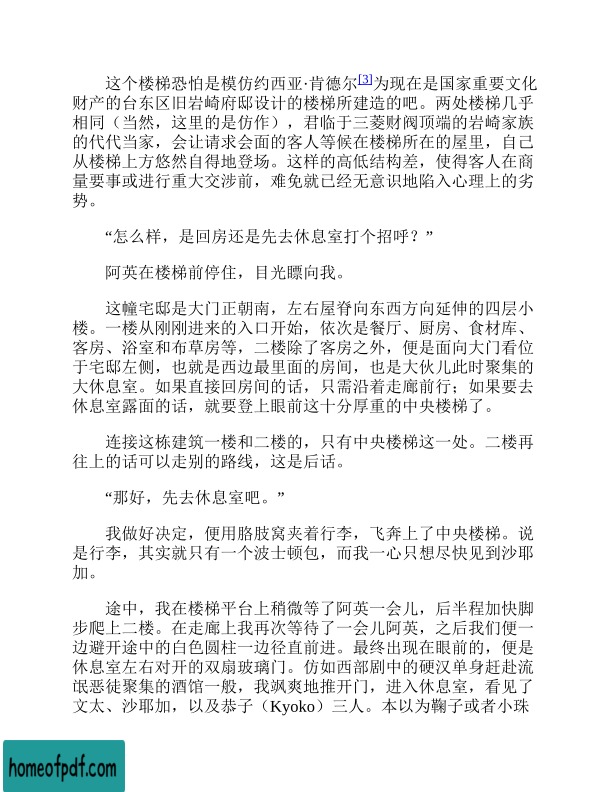 这个楼梯恐怕是模仿约西亚·肯德尔[3]为现在是国家重要文化
财产的台东区旧岩崎府邸设计的楼梯所建造的吧。两处楼梯几乎
相同（当然，这里的是仿作），君临于三菱财阀顶端的岩崎家族
的代代当家，会让请求会面的客人等候在楼梯所在的屋里，自己
从楼梯上方悠然自得地登场。这样的高低结构差，使得客人在商
量要事或进行重大交涉前，难免就已经无意识地陷入心理上的劣
势。
“怎么样，是回房还是先去休息室打个招呼？”
阿英在楼梯前停住，目光瞟向我。
这幢宅邸是大门正朝南，左右屋脊向东西方向延伸的四层小
楼。一楼从刚刚进来的入口开始，依次是餐厅、厨房、食材库、
客房、浴室和布草房等，二楼除了客房之外，便是面向大门看位
于宅邸左侧，也就是西边最里面的房间，也是大伙儿此时聚集的
大休息室。如果直接回房间的话，只需沿着走廊前行；如果要去
休息室露面的话，就要登上眼前这十分厚重的中央楼梯了。
连接这栋建筑一楼和二楼的，只有中央楼梯这一处。二楼再
往上的话可以走别的路线，这是后话。
“那好，先去休息室吧。”
我做好决定，便用胳肢窝夹着行李，飞奔上了中央楼梯。说
是行李，其实就只有一个波士顿包，而我一心只想尽快见到沙耶
加。
途中，我在楼梯平台上稍微等了阿英一会儿，后半程加快脚
步爬上二楼。在走廊上我再次等待了一会儿阿英，之后我们便一
边避开途中的白色圆柱一边径直前进。最终出现在眼前的，便是
休息室左右对开的双扇玻璃门。仿如西部剧中的硬汉单身赶赴流
氓恶徒聚集的酒馆一般，我飒爽地推开门，进入休息室，看见了
文太、沙耶加，以及恭子（Kyoko）三人。本以为鞠子或者小珠
homeofpdf.com